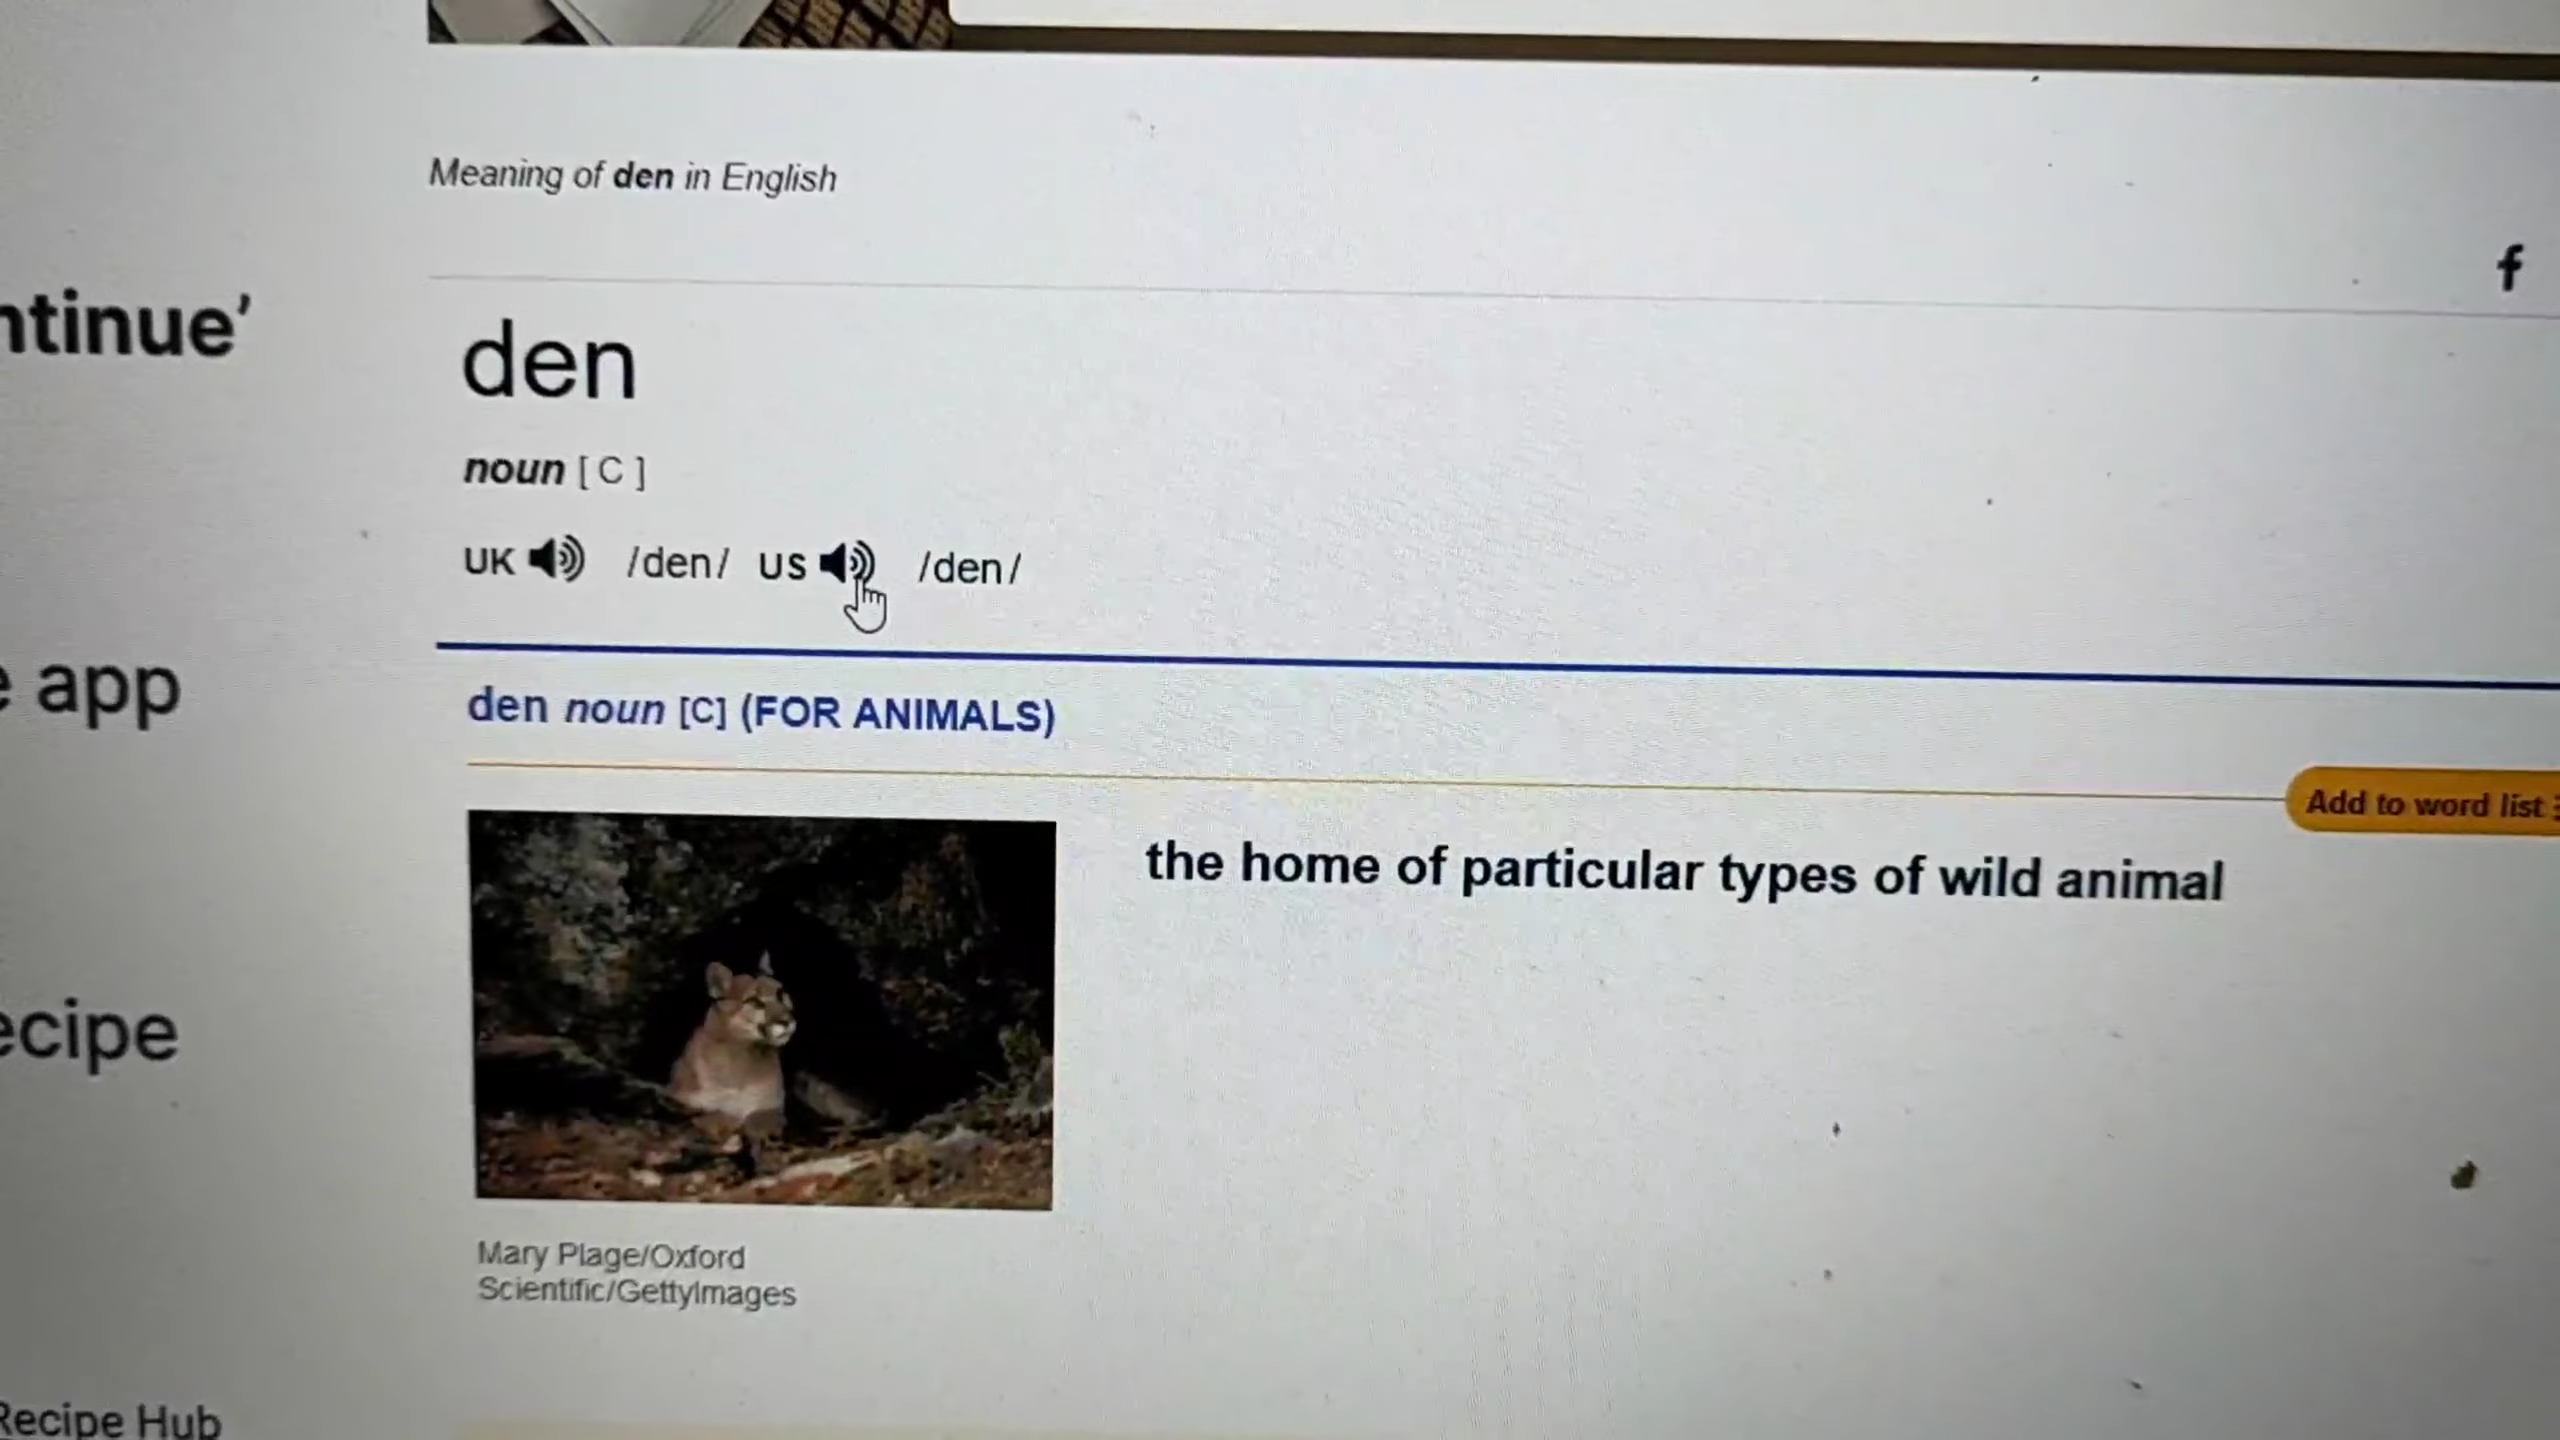 Meaning of den in English
f
ntinue’
den
noun [ C ]
UK /den/ US /den/
e app
den noun [C] (FOR ANIMALS)
Add to word list
the home of particular types of wild animal
ecipe
Mary Plage/Oxford
Scientific/GettyImages
Recipe Hub